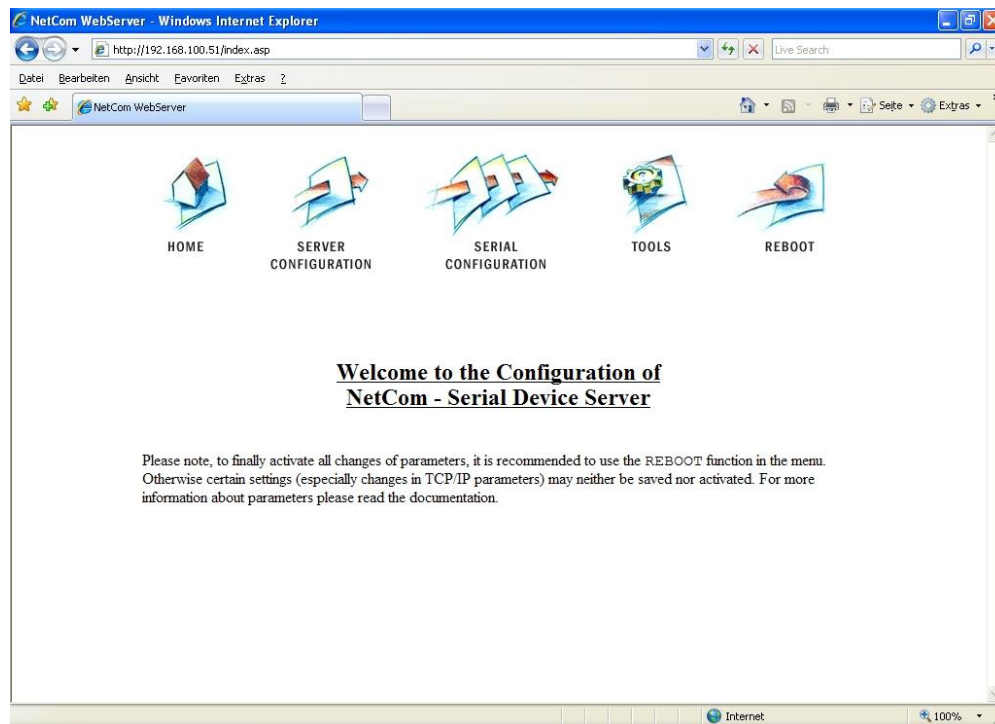 NetCom WebServer - Windows Internet Explorer
http://192.168.100.51/index.asp
Live Search
Datei Bearbeiten Ansicht Favoriten Extras ?
NetCom WebServer
Seite Extras
HOME
SERVER
CONFIGURATION
SERIAL
CONFIGURATION
TOOLS
REBOOT
Welcome to the Configuration of
NetCom - Serial Device Server
Please note, to finally activate all changes of parameters, it is recommended to use the REBOOT function in the menu.
Otherwise certain settings (especially changes in TCP/IP parameters) may neither be saved nor activated. For more
information about parameters please read the documentation.
Internet
100%